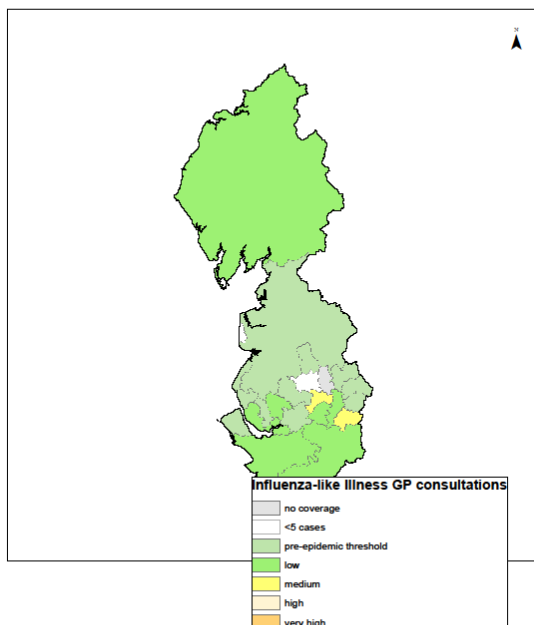 N
Influenza-like Illness GP consultations
no coverage
<5 cases
pre-epidemic threshold
low
medium
high
very high